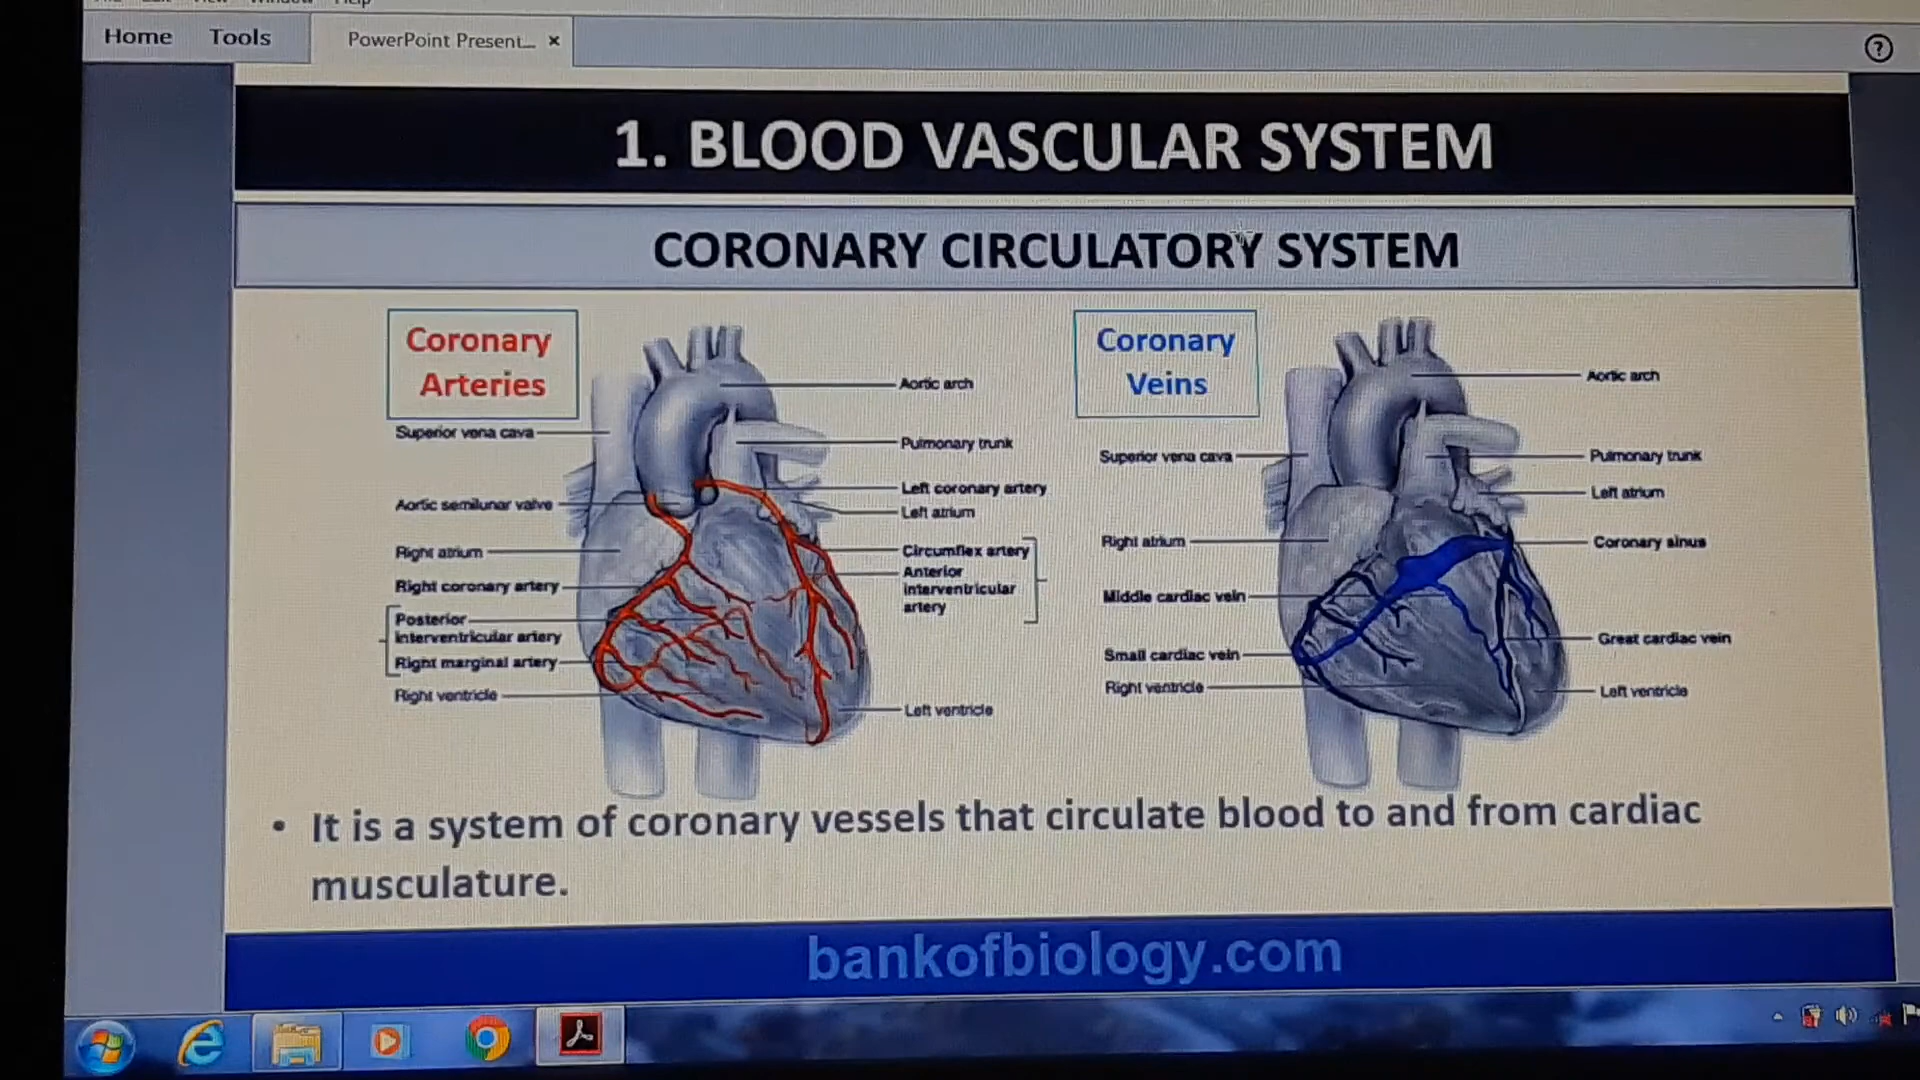 Home
Tools
PowerPoint Present...
1. BLOOD VASCULAR SYSTEM
CORONARY CIRCULATORY SYSTEM
Coronary
Arteries
Superior vena cava
Aortic semilunar valve
Right atrium
Right coronary artery
Posterior
interventricular artery
Right marginal artery
Right ventricle
Aortic arch
Pulmonary trunk
Left coronary artery
Left atrium
Circumflex artery
Anterior
interventricular
artery
Left ventricle
Coronary
Veins
Superior vena cava
Right atrium
Middle cardiac vein
Small cardiac vein
Right ventricle
Aortic arch
Pulmonary trunk
Left atrium
Coronary sinus
Great cardiac vein
Left ventricle
• It is a system of coronary vessels that circulate blood to and from cardiac
musculature.
bankofbiology.com